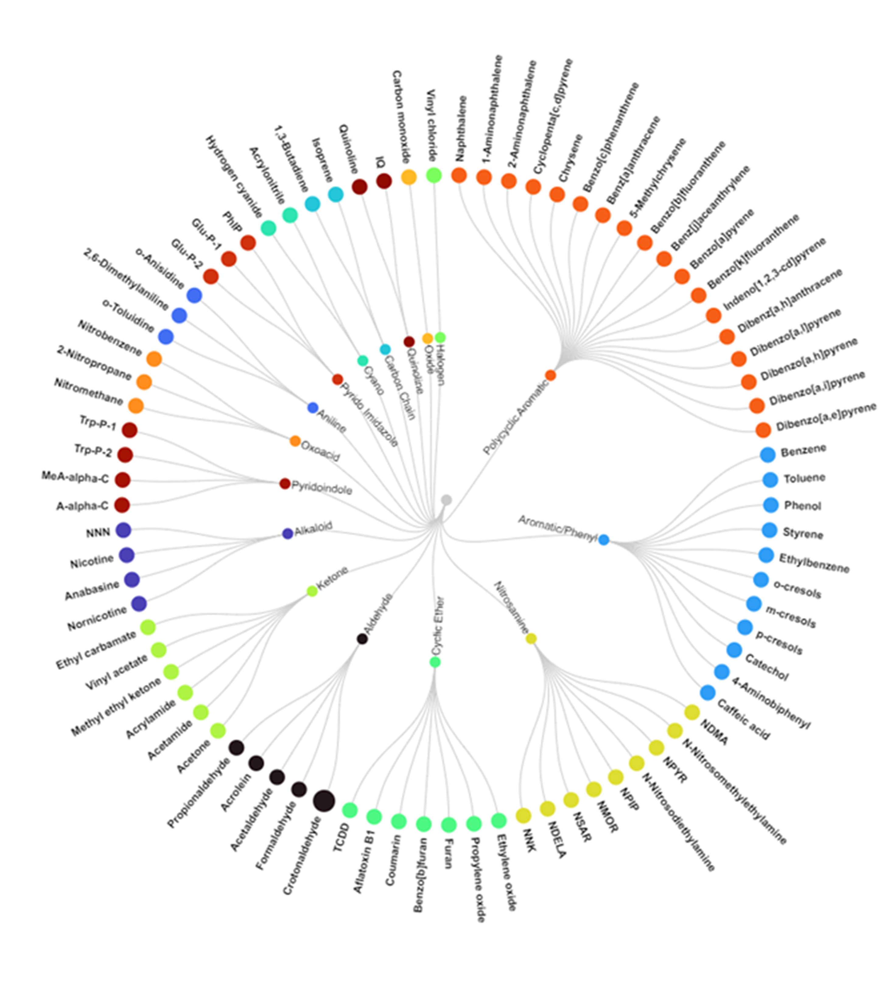 Naphthalene
1-Aminonaphthalene
2-Aminonaphthalene
Cyclopenta[c,d]pyrene
Chrysene
Benzo[c]phenanthrene
Benz[a]anthracene
5-Methylchrysene
Benzo[b]fluoranthene
Benz[j]aceanthrylene
Benzo[a]pyrene
Benzo[k]fluoranthene
Indeno[1,2,3-cd]pyrene
Dibenz[a,h]anthracene
Dibenzo[a,l]pyrene
Dibenzo[a,h]pyrene
Dibenzo[a,i]pyrene
Dibenzo[a,e]pyrene
Benzene
Toluene
Phenol
Styrene
Ethylbenzene
o-cresols
m-cresols
p-cresols
Catechol
4-Aminobiphenyl
Caffeic acid
NDMA
N-Nitrosomethylethylamine
NPYR
N-Nitrosodiethylamine
NPIP
NMOR
NSAR
NDELA
NNK
Ethylene oxide
Propylene oxide
Furan
Benzo[b]furan
Coumarin
Aflatoxin B1
TCDD
Crotonaldehyde
Formaldehyde
Acetaldehyde
Acrolein
Propionaldehyde
Acetone
Acetamide
Acrylamide
Methyl ethyl ketone
Vinyl acetate
Ethyl carbamate
Nornicotine
Anabasine
Nicotine
NNN
A-alpha-C
MeA-alpha-C
Trp-P-2
Trp-P-1
Nitromethane
2-Nitropropane
Nitrobenzene
o-Toluidine
2,6-Dimethylaniline
o-Anisidine
Glu-P-2
Glu-P-1
PhIP
Hydrogen cyanide
Acrylonitrile
1,3-Butadiene
Isoprene
Quinoline
IQ
Carbon monoxide
Vinyl chloride
Polycyclic Aromatic
Aromatic/Phenyl
Nitrosamine
Cyclic Ether
Aldehyde
Ketone
Alkaloid
Pyridoindole
Oxoacid
Aniline
Pyrido Imidazole
Cyano
Carbon Chain
Quinoline
Oxide
Halogen